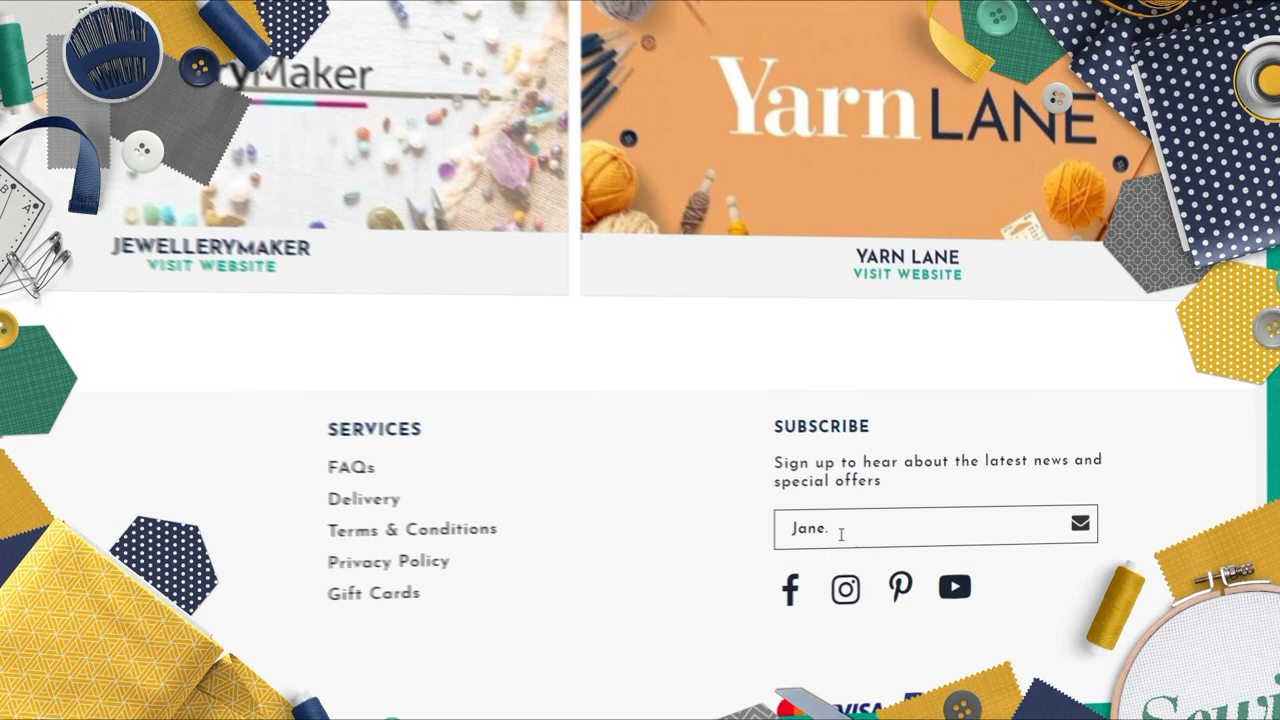 ryMaker
Yarn LANE
JEWELLERYMAKER
VISIT WEBSITE
YARN LANE
VISIT WEBSITE
SERVICES
FAQs
Delivery
Terms & Conditions
Privacy Policy
Gift Cards
SUBSCRIBE
Sign up to hear about the latest news and
special offers
Jane.
VISA